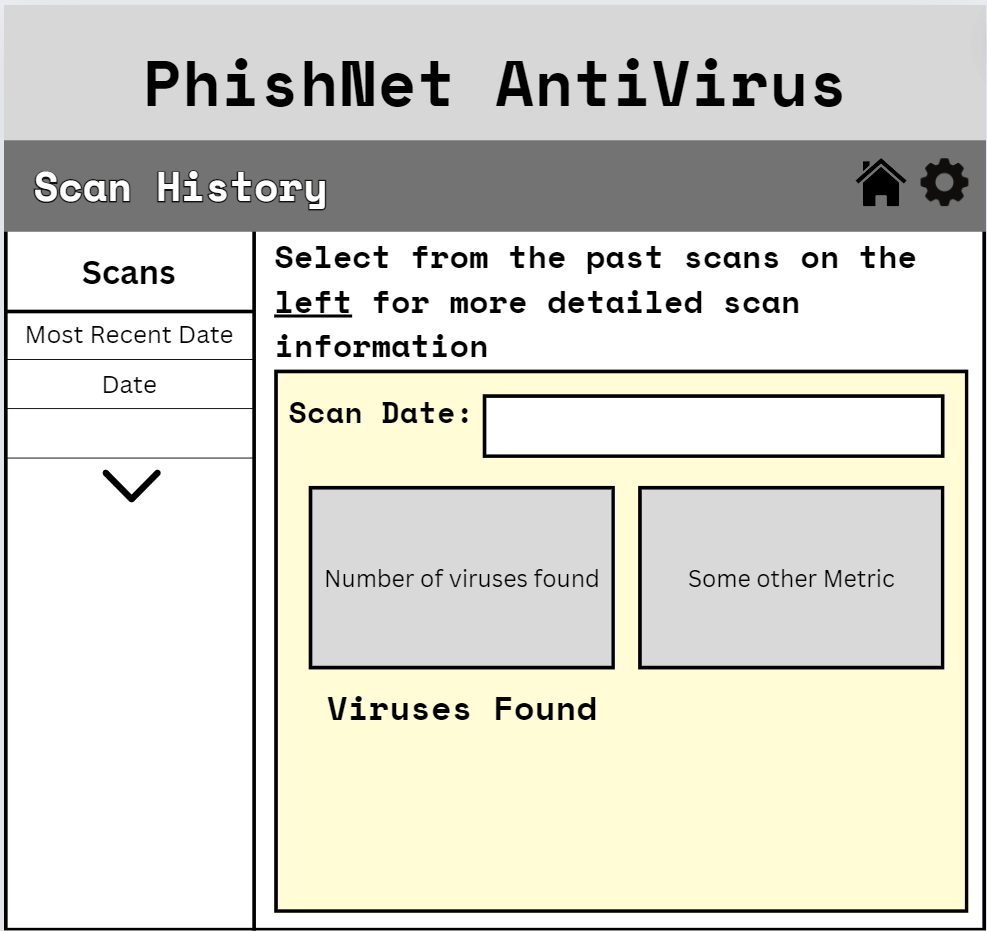 PhishNet AntiVirus
Scan History
Scans
Most Recent Date
Date
Select from the past scans on the
left for more detailed scan
information
Scan Date:
Number of viruses found
Some other Metric
Viruses Found